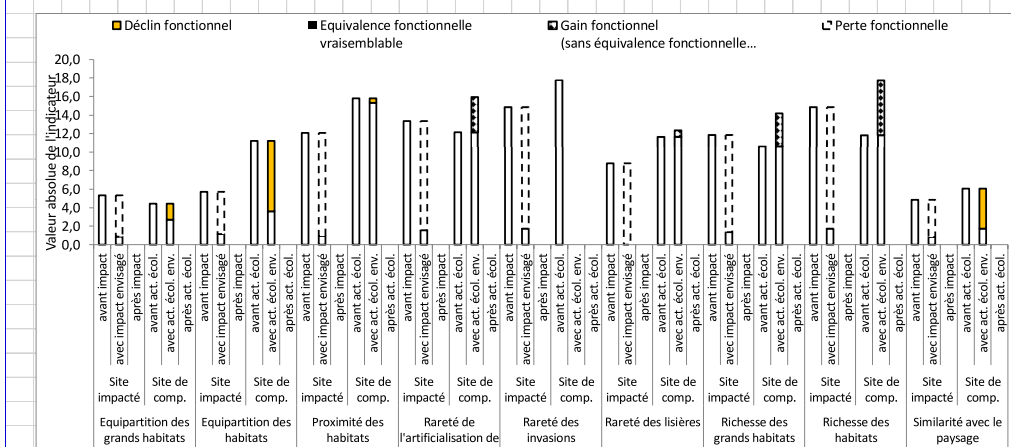 Déclin fonctionnel
Equivalence fonctionnelle
vraisemblable
Gain fonctionnel
(sans équivalence fonctionnelle…
Perte fonctionnelle
Valeur absolue de l'indicateur
20,0
18,0
16,0
14,0
12,0
10,0
8,0
6,0
4,0
2,0
0,0
avant impact
avec impact envisagé
après impact
avant act. écol.
avec act. écol. env.
après act. écol.
avant impact
avec impact envisagé
après impact
avant act. écol.
avec act. écol. env.
après act. écol.
avant impact
avec impact envisagé
après impact
avant act. écol.
avec act. écol. env.
après act. écol.
avant impact
avec impact envisagé
après impact
avant act. écol.
avec act. écol. env.
après act. écol.
avant impact
avec impact envisagé
après impact
avant act. écol.
avec act. écol. env.
après act. écol.
avant impact
avec impact envisagé
après impact
avant act. écol.
avec act. écol. env.
après act. écol.
avant impact
avec impact envisagé
après impact
avant act. écol.
avec act. écol. env.
après act. écol.
avant impact
avec impact envisagé
après impact
avant act. écol.
avec act. écol. env.
après act. écol.
avant impact
avec impact envisagé
après impact
avant act. écol.
avec act. écol. env.
après act. écol.
Site
impacté
Site de
comp.
Site
impacté
Site de
comp.
Site
impacté
Site de
comp.
Site
impacté
Site de
comp.
Site
impacté
Site de
comp.
Site
impacté
Site de
comp.
Site
impacté
Site de
comp.
Site
impacté
Site de
comp.
Site
impacté
Site de
comp.
Equipartition des
grands habitats
Equipartition des
habitats
Proximité des
habitats
Rareté de
l'artificialisation de
Rareté des
invasions
Rareté des lisières
Richesse des
grands habitats
Richesse des
habitats
Similarité avec le
paysage